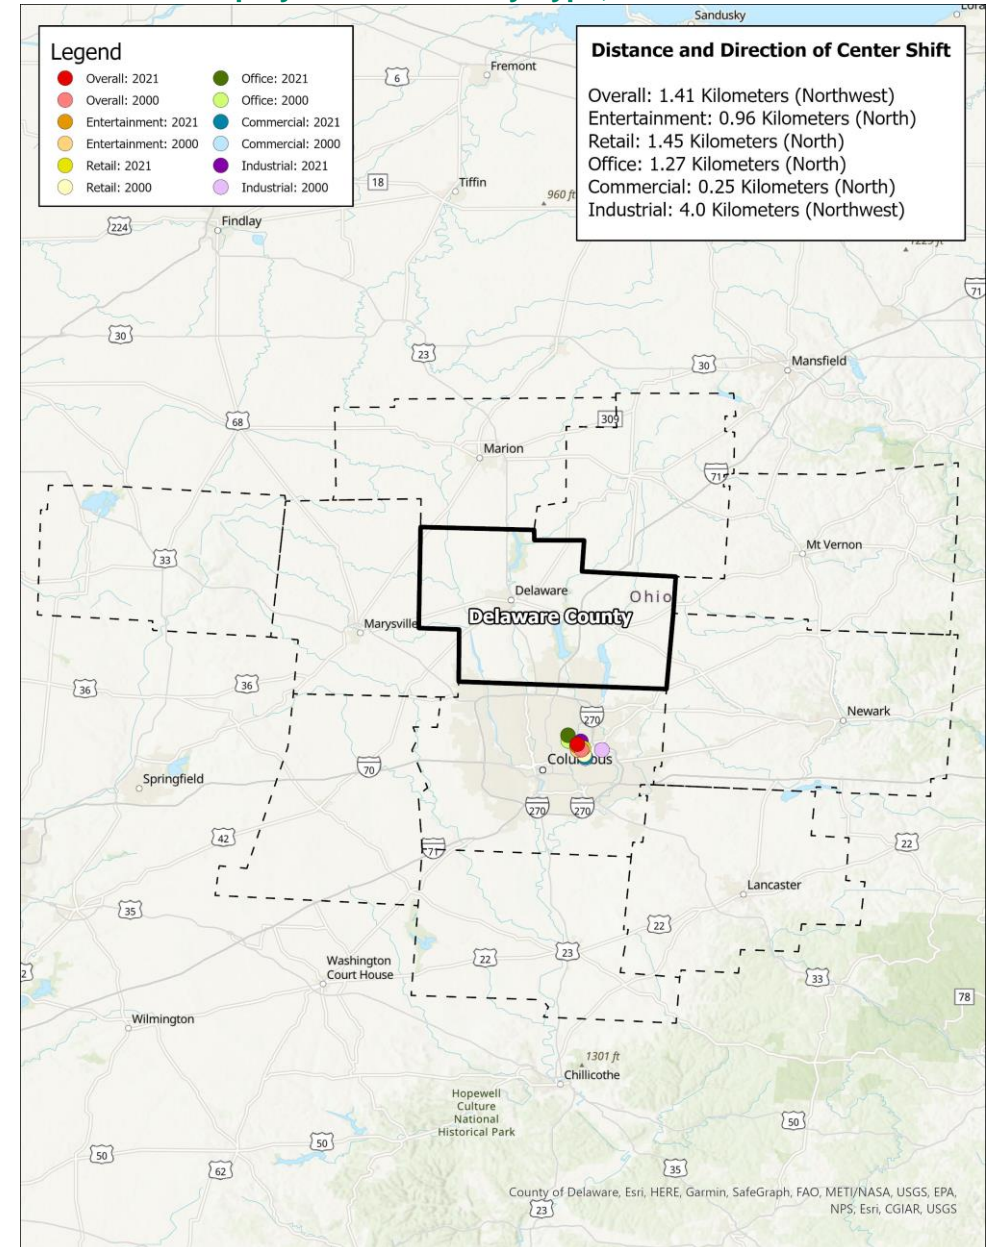 Sandusky
Legend
Overall: 2021
Overall: 2000
Entertainment: 2021
Entertainment: 2000
Retail: 2021
Retail: 2000
Office: 2021
Office: 2000
Commercial: 2021
Commercial: 2000
Industrial: 2021
Industrial: 2000
Distance and Direction of Center Shift
Overall: 1.41 Kilometers (Northwest)
Entertainment: 0.96 Kilometers (North)
Retail: 1.45 Kilometers (North)
Office: 1.27 Kilometers (North)
Commercial: 0.25 Kilometers (North)
Industrial: 4.0 Kilometers (Northwest)
6
Fremont
18
Tiffin
960 ft
224
Findlay
71
30
23
30
Mansfield
68
309
Marion
71
33
Mt Vernon
Delaware
Ohio
Delaware County
Marysville
36
36
270
Newark
70
Columbus
Springfield
270
270
42
71
22
Lancaster
35
22
22
23
Washington
Court House
33
78
Wilmington
1301 ft
Chillicothe
Hopewell
Culture
National
Historical Park
50
50
50
62
35
23
County of Delaware, Esri, HERE, Garmin, SafeGraph, FAO, METI/NASA, USGS, EPA,
NPS, Esri, CGIAR, USGS